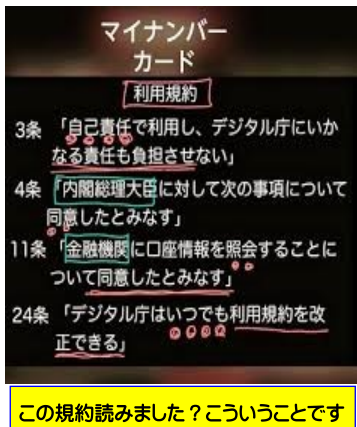 マイナンバー
カード
利用規約
3条「自己責任で利用し、デジタル庁にいか
なる責任も負担させない」
4条「内閣総理大臣に対して次の事項について
同意したとみなす」
11条「金融機関に口座情報を照会することに
ついて同意したとみなす」
24条「デジタル庁はいつでも利用規約を改
正できる」
この規約読みました？こういうことです